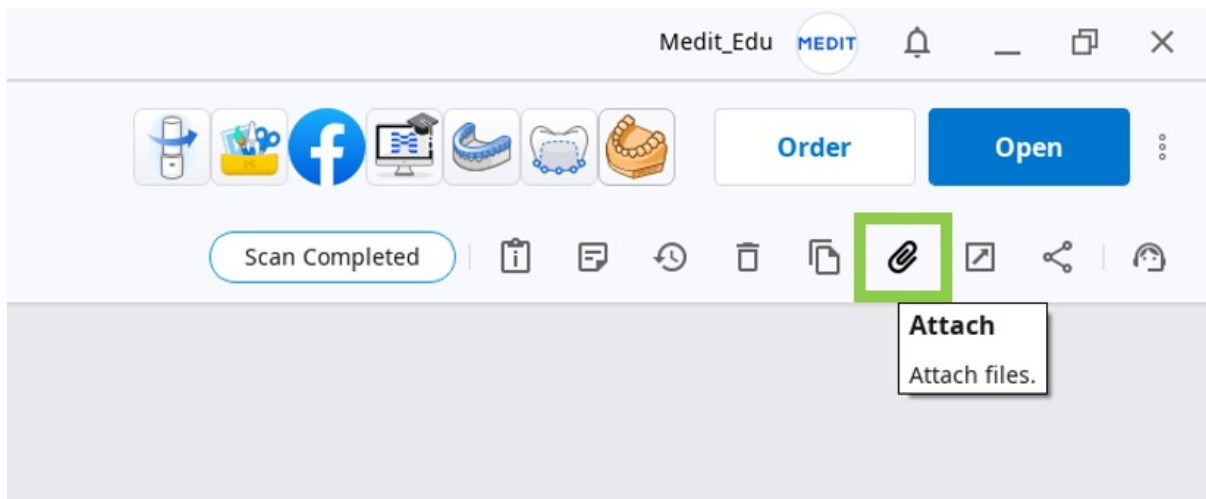 Medit_Edu
MEDIT
Order
Open
Scan Completed
Attach
Attach files.